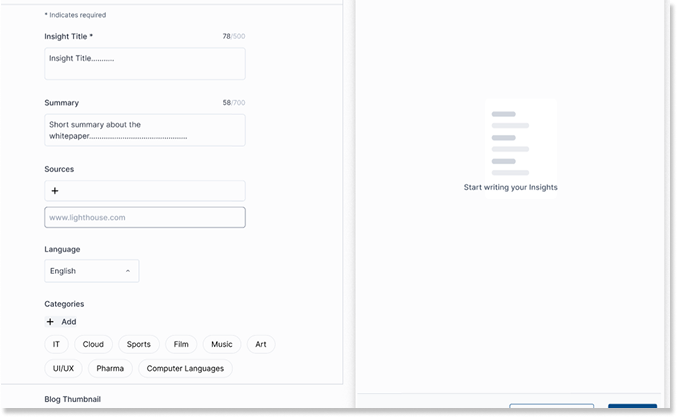 * Indicates required
Insight Title * 78/500
Insight Title...........
Summary 58/700
Short summary about the
whitepaper.................................................
Sources
+
www.lighthouse.com
Language
English
Categories
+ Add
IT Cloud Sports Film Music Art
UI/UX Pharma Computer Languages
Blog Thumbnail
Start writing your Insights